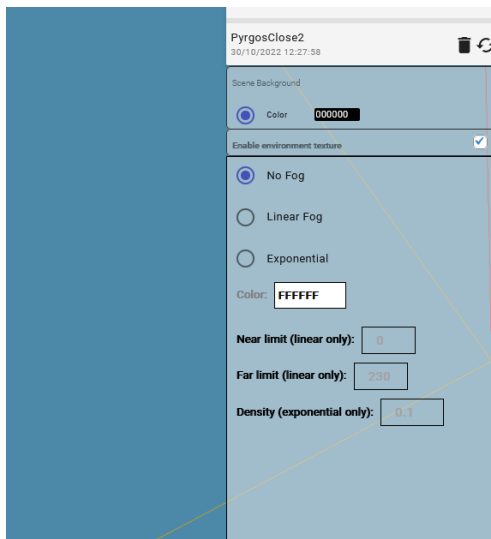 PyrgosClose2
30/10/2022 12:27:58
Scene Background
Color 000000
Enable environment texture
No Fog
Linear Fog
Exponential
Color: FFFFFF
Near limit (linear only): 0
Far limit (linear only): 230
Density (exponential only): 0.1